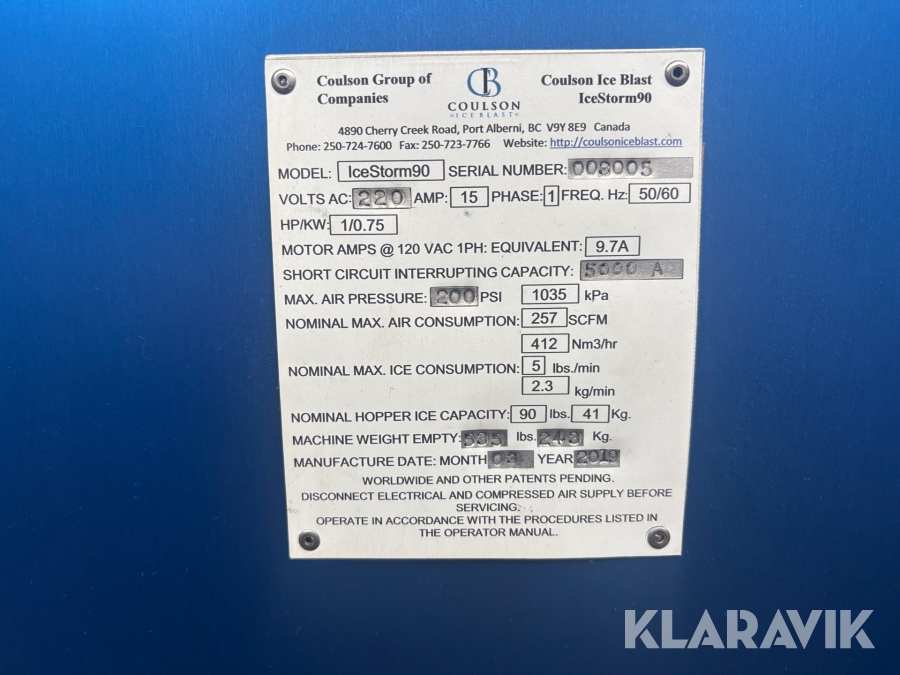 Coulson Group of Companies
COULSON
ICE BLAST
Coulson Ice Blast
IceStorm90
4890 Cherry Creek Road, Port Alberni, BC V9Y 8E9 Canada
Phone: 250-724-7600 Fax: 250-723-7766 Website: http://coulsoniceblast.com
MODEL: IceStorm90 SERIAL NUMBER: 003005
VOLTS AC: 220 AMP: 15 PHASE: 1 FREQ. Hz: 50/60
HP/KW: 1/0.75
MOTOR AMPS @ 120 VAC 1PH: EQUIVALENT: 9.7A
SHORT CIRCUIT INTERRUPTING CAPACITY: 5000 A
MAX. AIR PRESSURE: 200 PSI 1035 kPa
NOMINAL MAX. AIR CONSUMPTION: 257 SCFM
412 Nm3/hr
NOMINAL MAX. ICE CONSUMPTION: 5 lbs./min
2.3 kg/min
NOMINAL HOPPER ICE CAPACITY: 90 lbs. 41 Kg.
MACHINE WEIGHT EMPTY: 535 lbs. 243 Kg.
MANUFACTURE DATE: MONTH 03 YEAR 2019
WORLDWIDE AND OTHER PATENTS PENDING.
DISCONNECT ELECTRICAL AND COMPRESSED AIR SUPPLY BEFORE
SERVICING.
OPERATE IN ACCORDANCE WITH THE PROCEDURES LISTED IN
THE OPERATOR MANUAL.
KLARAVIK